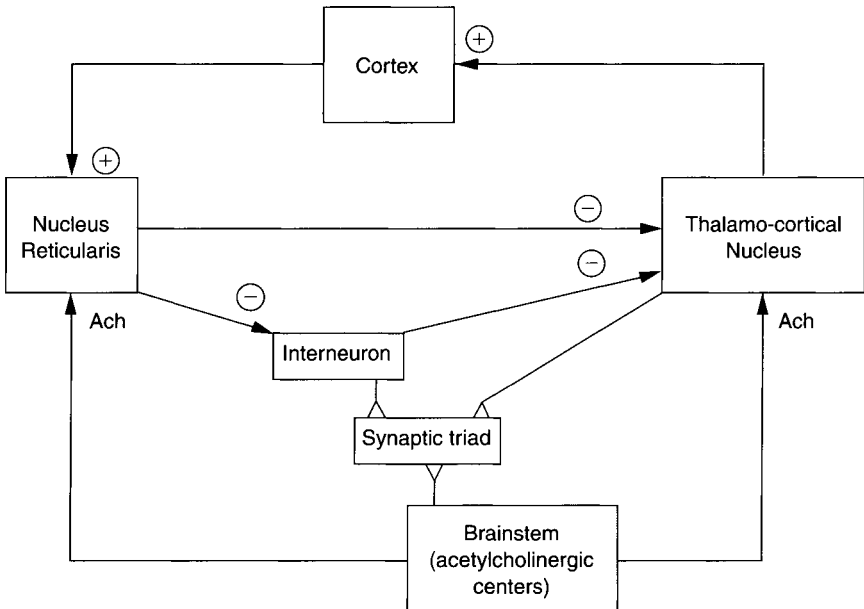 Cortex
+
+
Nucleus
Reticularis
−
Thalamo-cortical
Nucleus
−
−
Ach
Ach
Interneuron
Synaptic triad
Brainstem
(acetylcholinergic
centers)